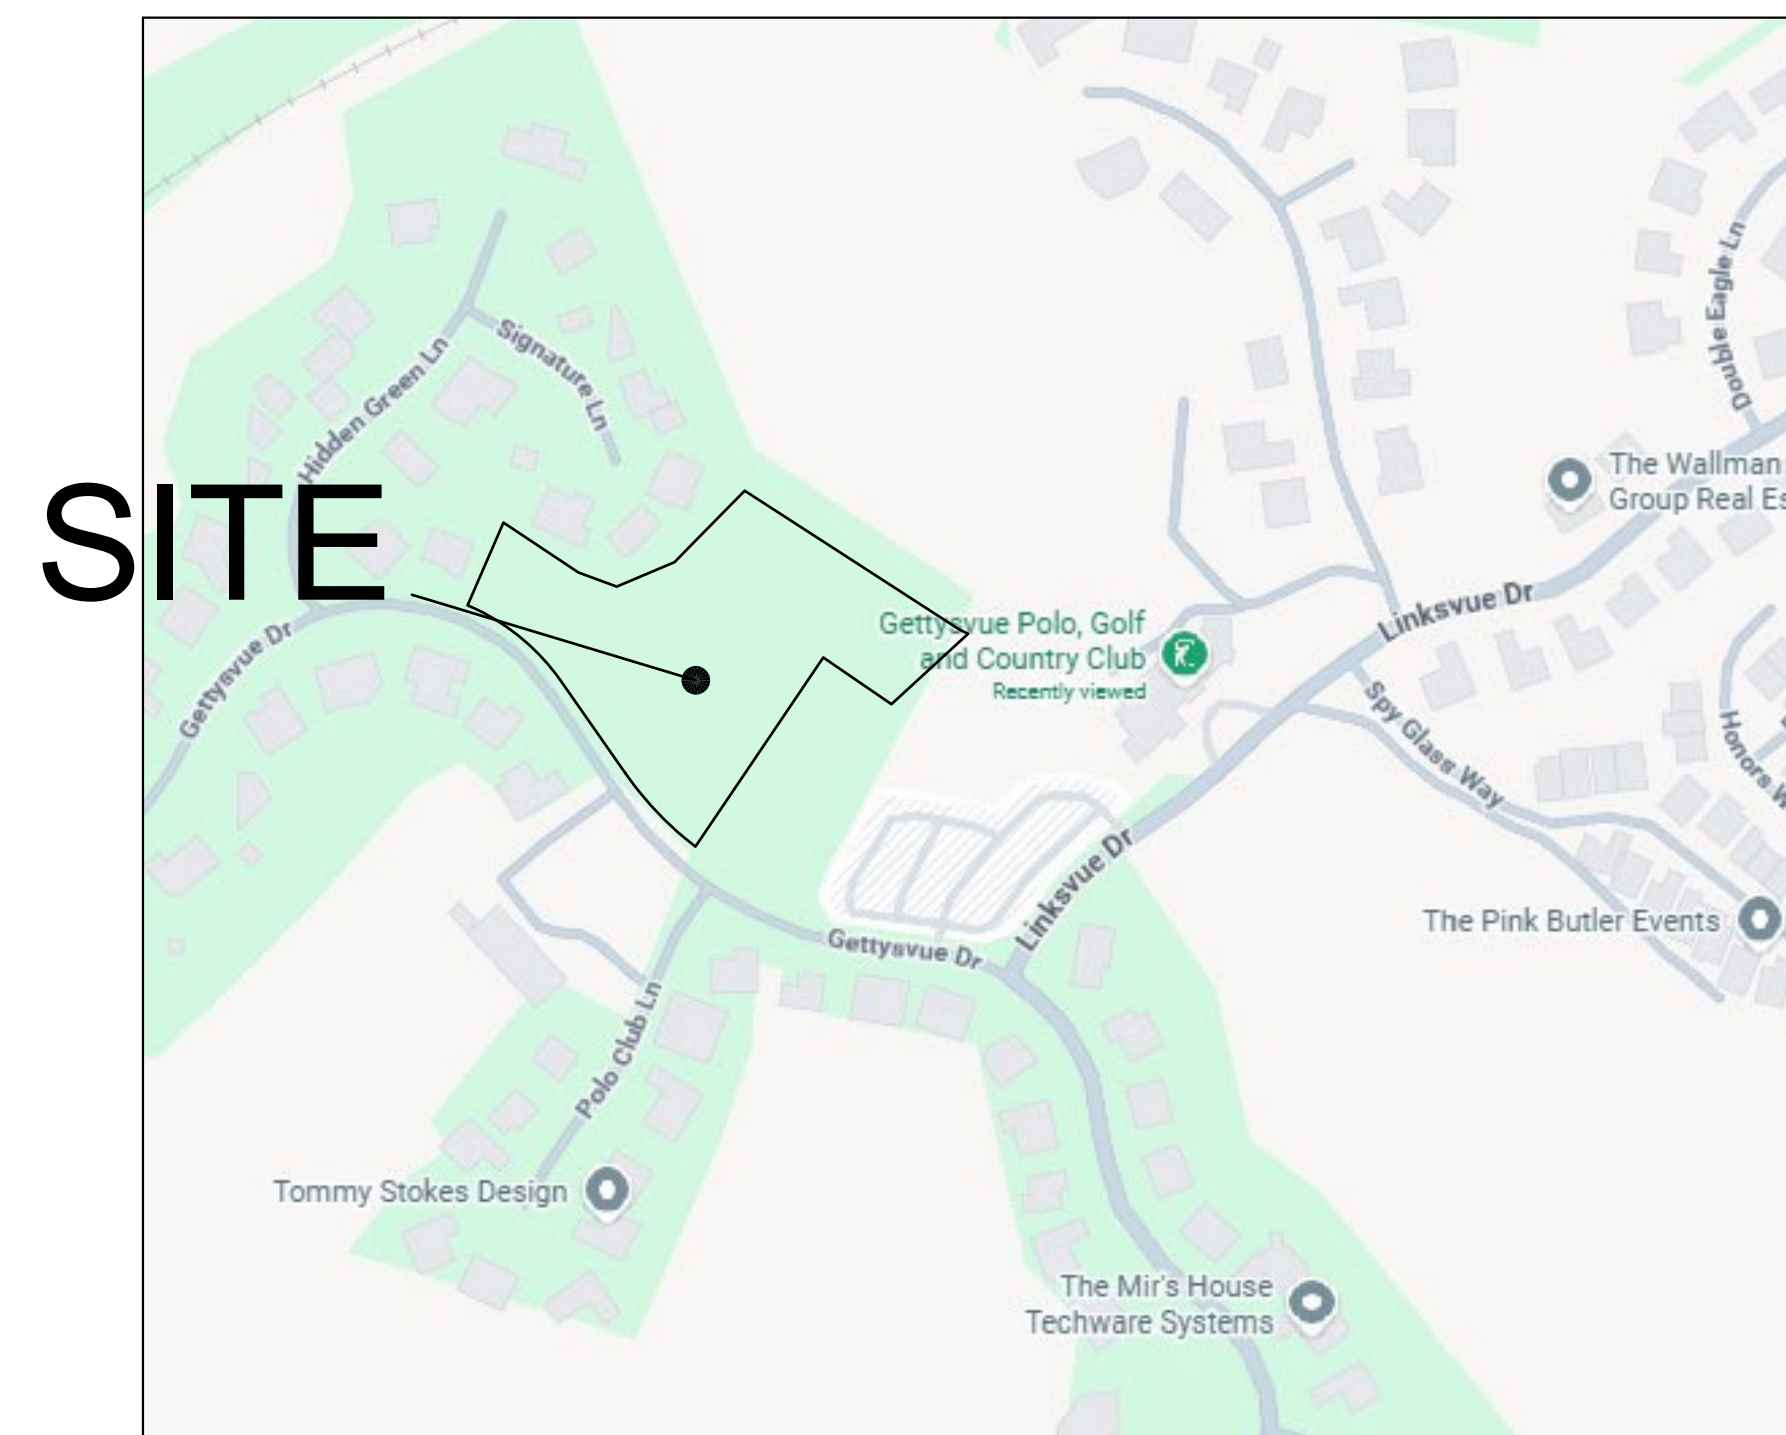 Signature Ln
Hidden Green Ln
Double Eagle Ln
SITE
The Wallman
Group Real Es
Linksvue Dr
Gettysvue Dr
Gettysvue Polo, Golf
and Country Club
Recently viewed
Spy Glass Way
Honors W
Linksvue Dr
The Pink Butler Events
Gettysvue Dr
Polo Club Ln
Tommy Stokes Design
The Mir's House
Techware Systems